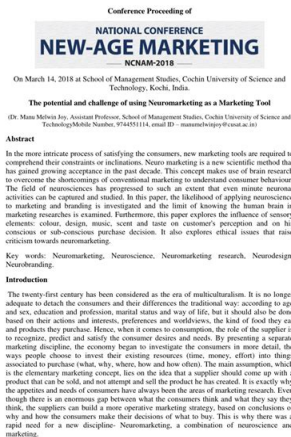 Conference Proceeding of
NATIONAL CONFERENCE
NEW-AGE MARKETING
NCNAM-2018
On March 14, 2018 at School of Management Studies, Cochin University of Science and
Technology, Kochi, India.
The potential and challenge of using Neuromarketing as a Marketing Tool
(Dr. Manu Melwin Joy, Assistant Professor, School of Management Studies, Cochin University of Science and
TechnologyMobile Number, 9744551114, email ID – manumelwinjoy@cusat.ac.in)
Abstract
In the more intricate process of satisfying the consumers, new marketing tools are required to
comprehend their constraints or inclinations. Neuro marketing is a new scientific method that
has gained growing acceptance in the past decade. This concept makes use of brain research
to overcome the shortcomings of conventional marketing to understand consumer behaviour.
The field of neurosciences has progressed to such an extent that even minute neuronal
activities can be captured and studied. In this paper, the likelihood of applying neuroscience
to marketing and branding is investigated and the limit of knowing the human brain in
marketing researches is examined. Furthermore, this paper explores the influence of sensory
elements: colour, design, music, scent and taste on customer's perception and on his
conscious or sub-conscious purchase decision. It also explores ethical issues that raise
criticism towards neuromarketing.
Key words: Neuromarketing, Neuroscience, Neuromarketing research, Neurodesign,
Neurobranding.
Introduction
The twenty-first century has been considered as the era of multiculturalism. It is no longer
adequate to detach the consumers and their differences the traditional way: according to age
and sex, education and profession, marital status and way of life, but it should also be done
based on their actions and interests, preferences and worldviews, the kind of food they eat
and products they purchase. Hence, when it comes to consumption, the role of the supplier is
to recognize, predict and satisfy the consumer desires and needs. By presenting a separate
marketing discipline, the economy began to investigate the consumers in more detail, the
ways people choose to invest their existing resources (time, money, effort) into things
associated to purchase (what, why, where, how and how often). The main assumption, which
is the elementary marketing concept, lies on the idea that a supplier should come up with a
product that can be sold, and not attempt and sell the product he has created. It is exactly why
the appetites and needs of consumers have always been the areas of marketing research. Even
though there is an enormous gap between what the consumers think and what they say they
think, the suppliers can build a more operative marketing strategy, based on conclusions on
why and how the consumers make their decisions of what to buy. This is why there was a
rapid need for a new discipline- Neuromarketing, a combination of neuroscience and
marketing.